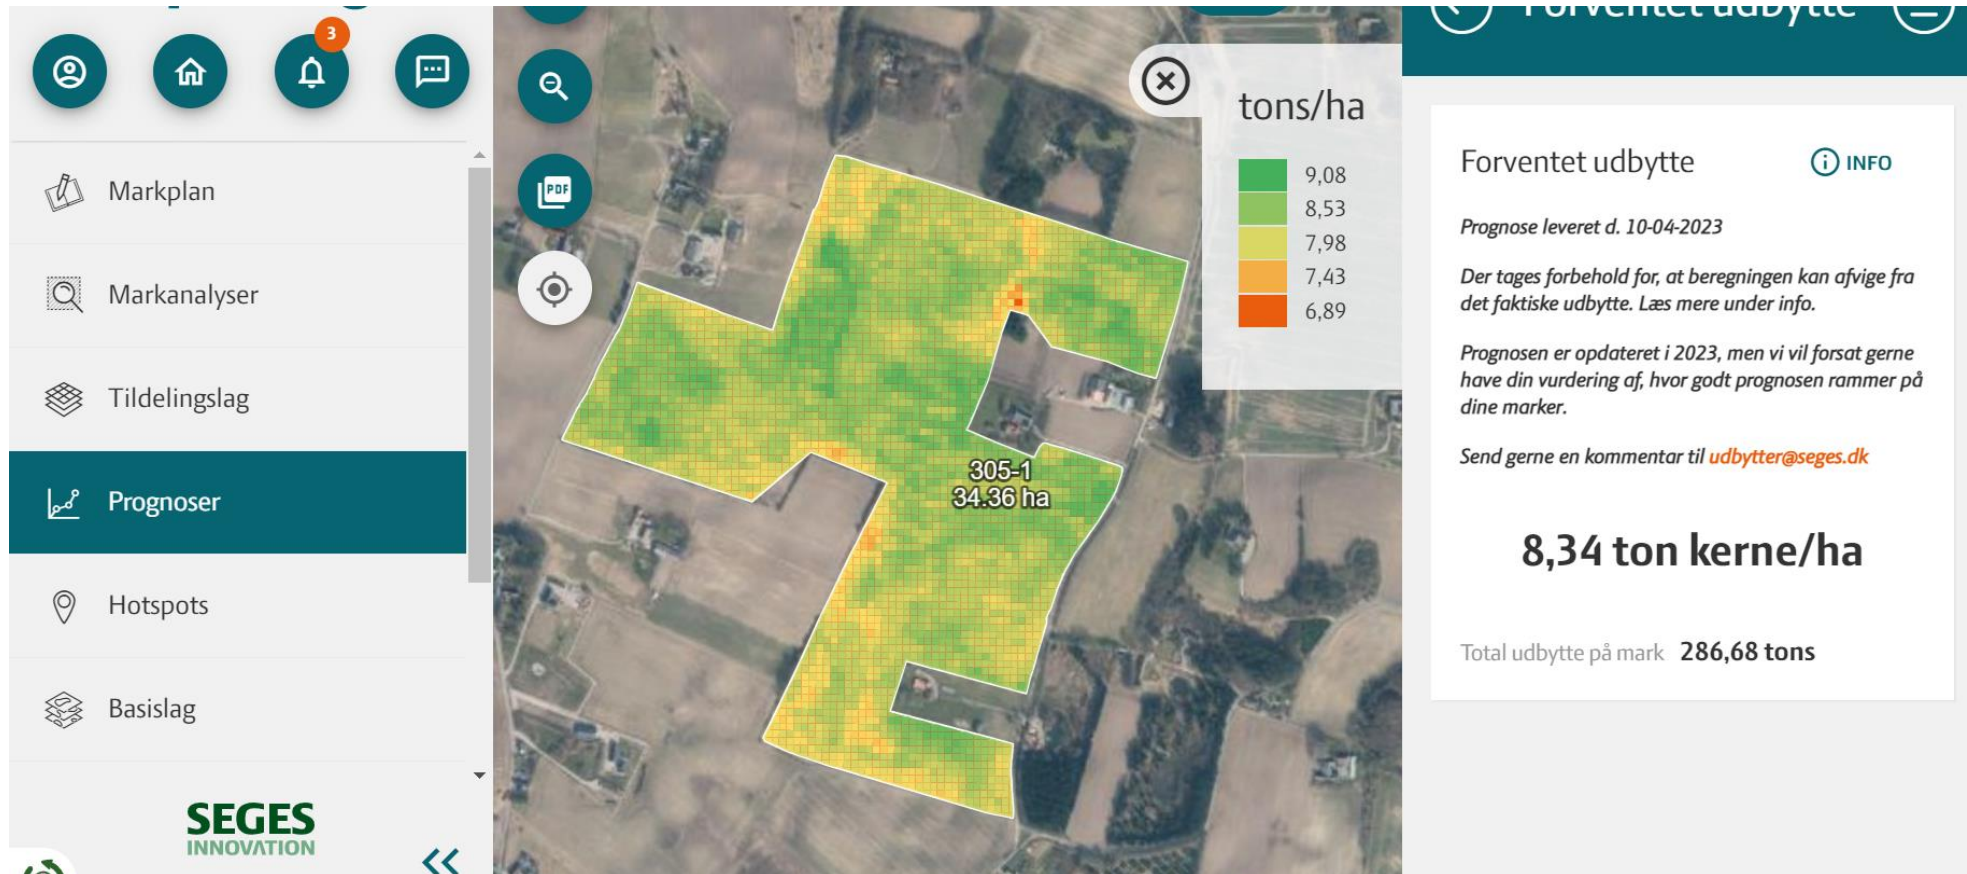 3
Markplan
Markanalyser
Tildelingslag
Prognoser
Hotspots
Basislag
SEGES
INNOVATION
PDF
305-1
34.36 ha
tons/ha
9,08
8,53
7,98
7,43
6,89
Forventet udbytte
Forventet udbytte
INFO
Prognose leveret d. 10-04-2023
Der tages forbehold for, at beregningen kan afvige fra
det faktiske udbytte. Læs mere under info.
Prognosen er opdateret i 2023, men vi vil forsat gerne
have din vurdering af, hvor godt prognosen rammer på
dine marker.
Send gerne en kommentar til udbytter@seges.dk
8,34 ton kerne/ha
Total udbytte på mark 286,68 tons